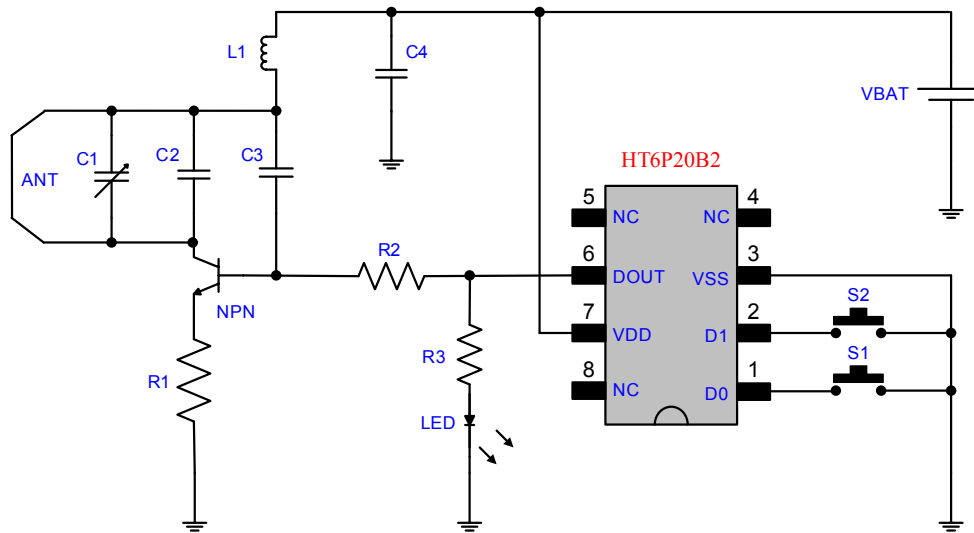 L1
C4
VBAT
C1
C2
C3
ANT
HT6P20B2
5
NC
NC
4
R2
6
DOUT
VSS
3
NPN
S2
7
VDD
D1
2
R3
S1
R1
8
NC
D0
1
LED